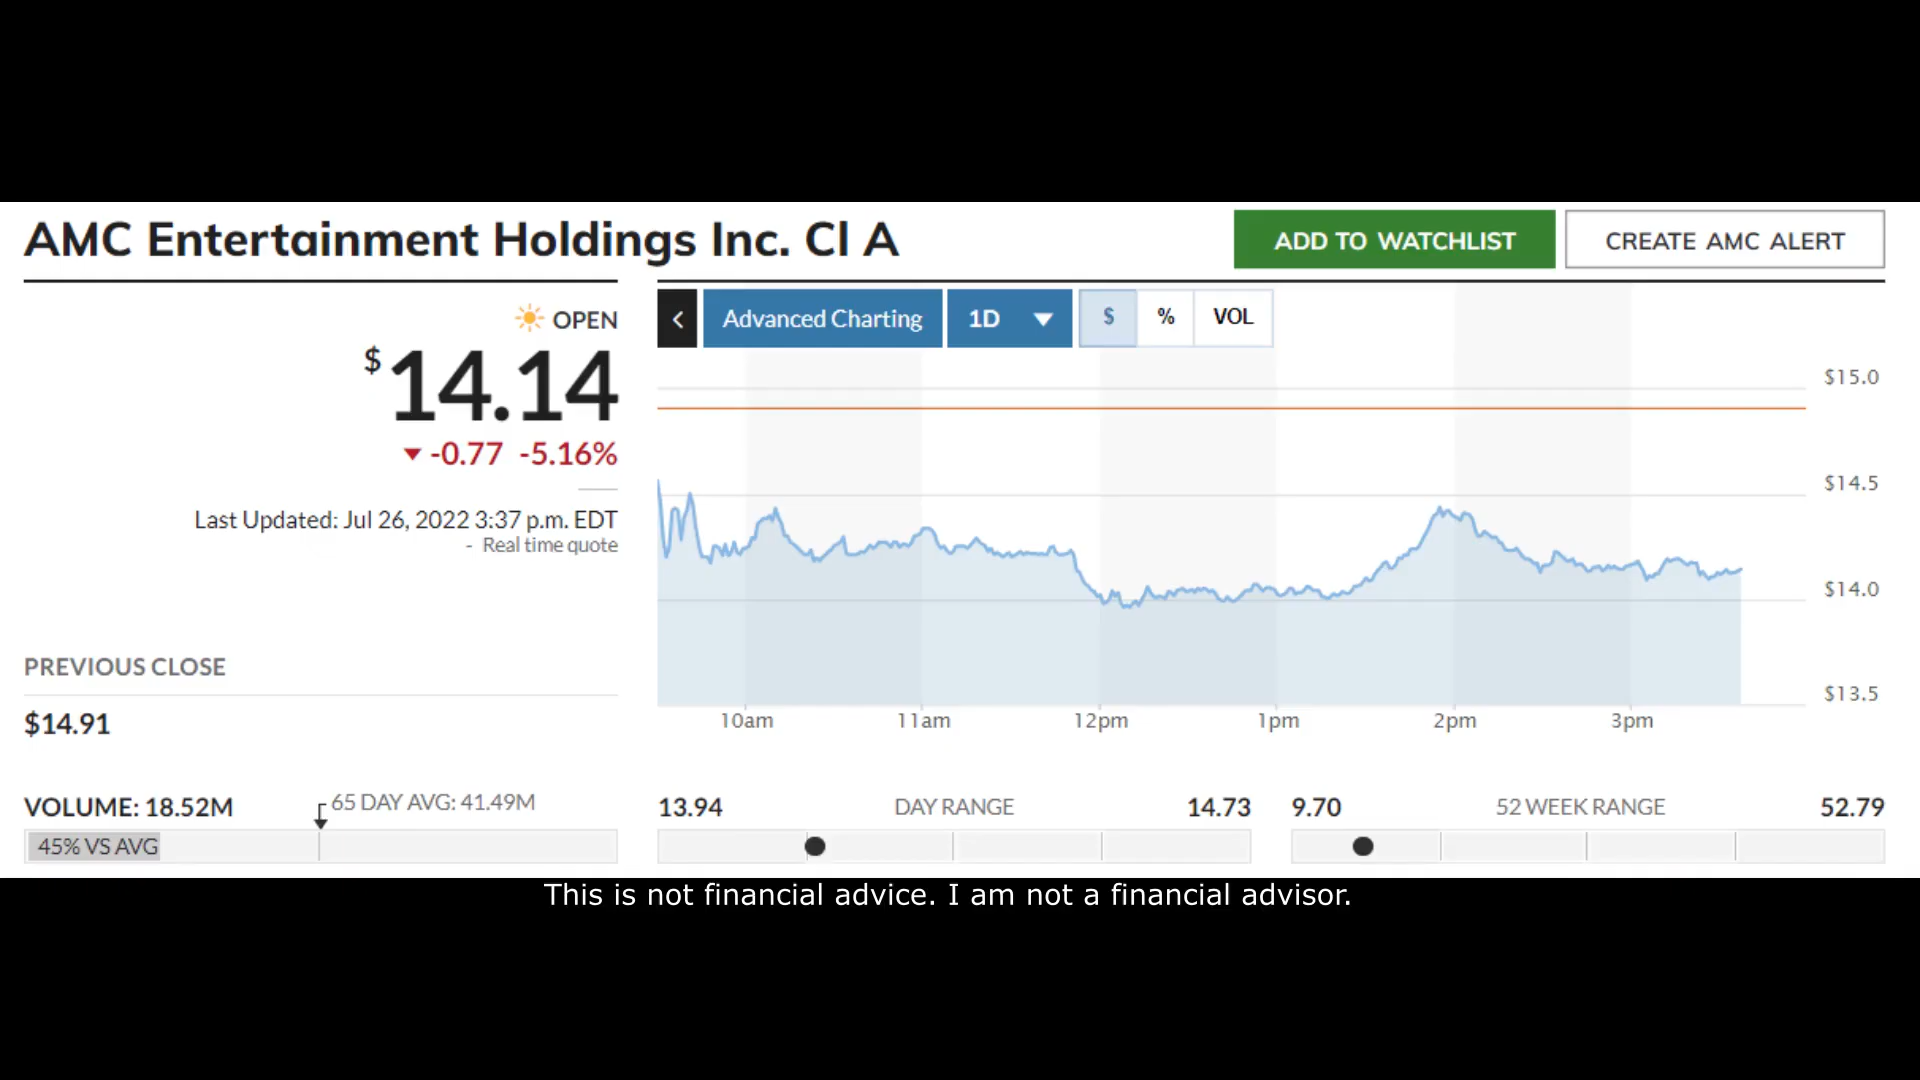 AMC Entertainment Holdings Inc. Cl A
ADD TO WATCHLIST
CREATE AMC ALERT
OPEN
$14.14
-0.77 -5.16%
Last Updated: Jul 26, 2022 3:37 p.m. EDT
- Real time quote
PREVIOUS CLOSE
$14.91
Advanced Charting
1D
$
%
VOL
$15.0
$14.5
$14.0
$13.5
10am
11am
12pm
1pm
2pm
3pm
VOLUME: 18.52M
65 DAY AVG: 41.49M
45% VS AVG
13.94
DAY RANGE
14.73
9.70
52 WEEK RANGE
52.79
This is not financial advice. I am not a financial advisor.